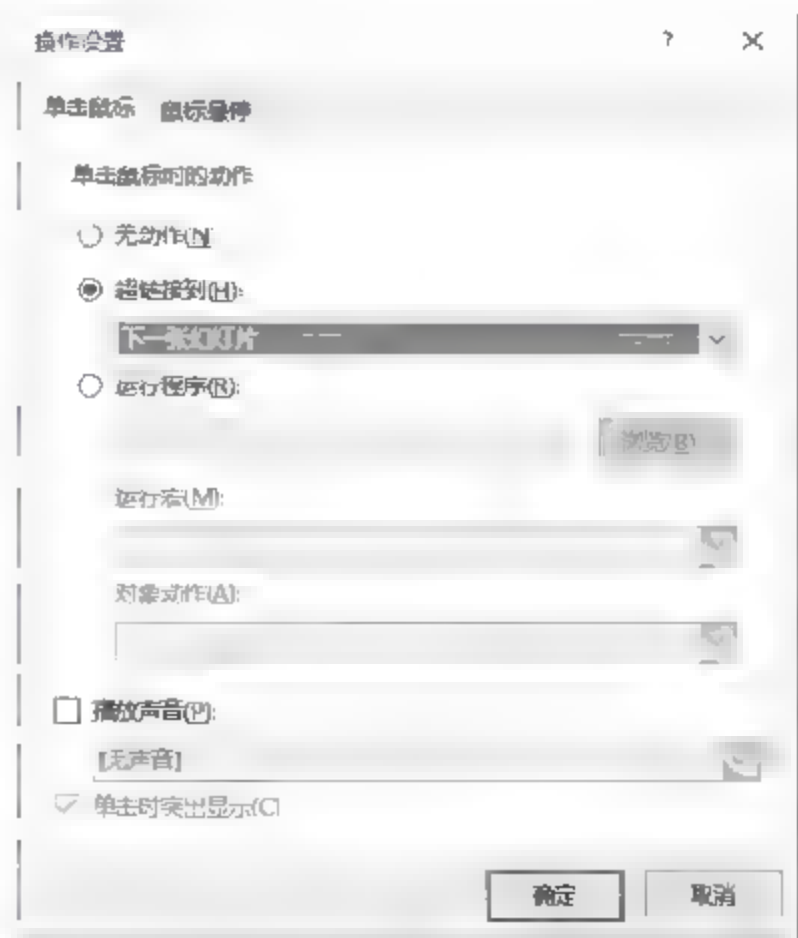 操作设置 ? ×
单击鼠标 鼠标悬停
单击鼠标时的动作
无动作(N)
超链接到(H):
下一张幻灯片
运行程序(R):
浏览(B)
运行宏(M):
对象动作(A):
播放声音(P):
[无声音]
单击时突出显示(C)
确定 取消